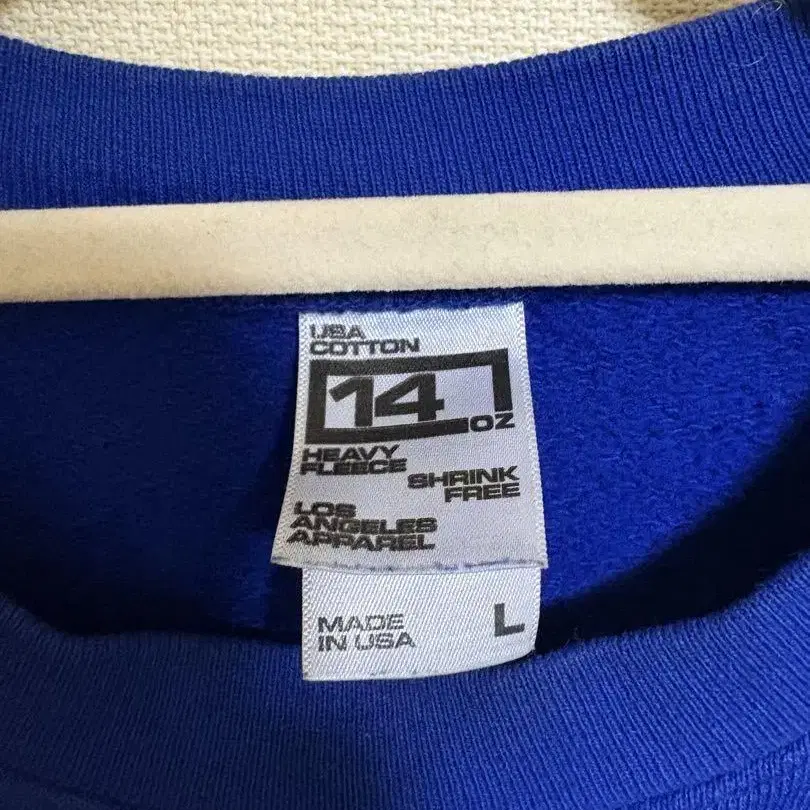 USA
COTTON
14
OZ
HEAVY
FLEECE
SHRINK
FREE
LOS
ANGELES
APPAREL
MADE
IN USA
L